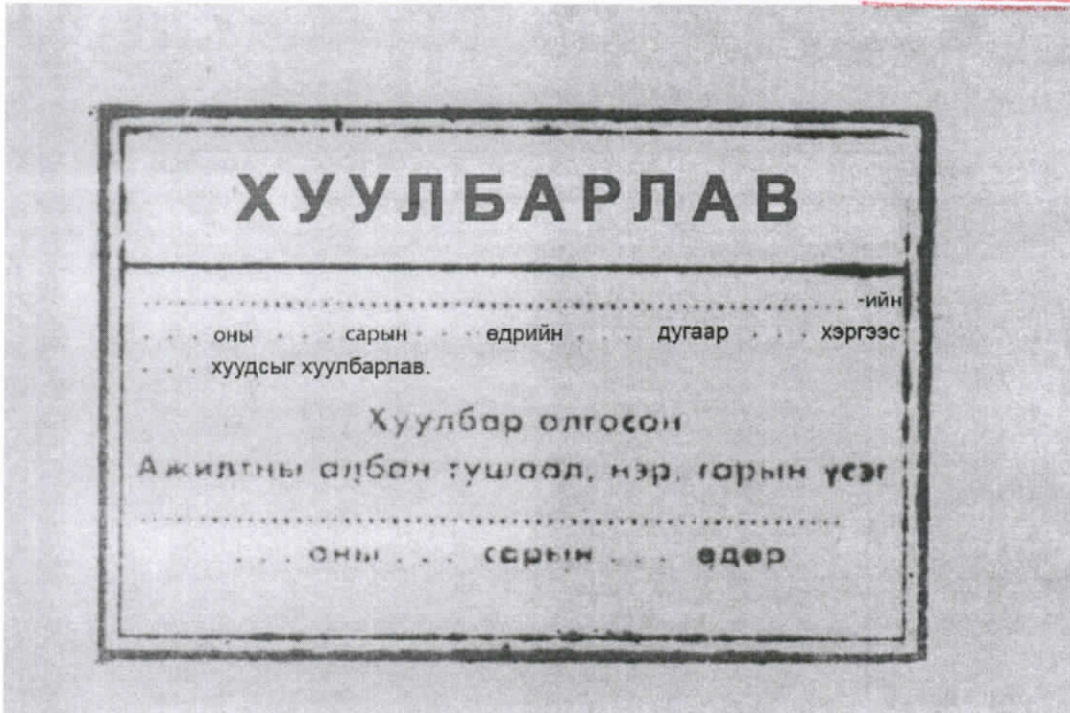 ХУУЛБАРЛАВ
........................................................ -ийн
. . . оны . . . сарын . . . өдрийн . . . дугаар . . . хэргээс
. . . хуудсыг хуулбарлав.
Хуулбар олгосон
Ажилтны албан тушаал, нэр, гарын үсэг
........................................................
. . . оны . . . сарын . . . өдөр